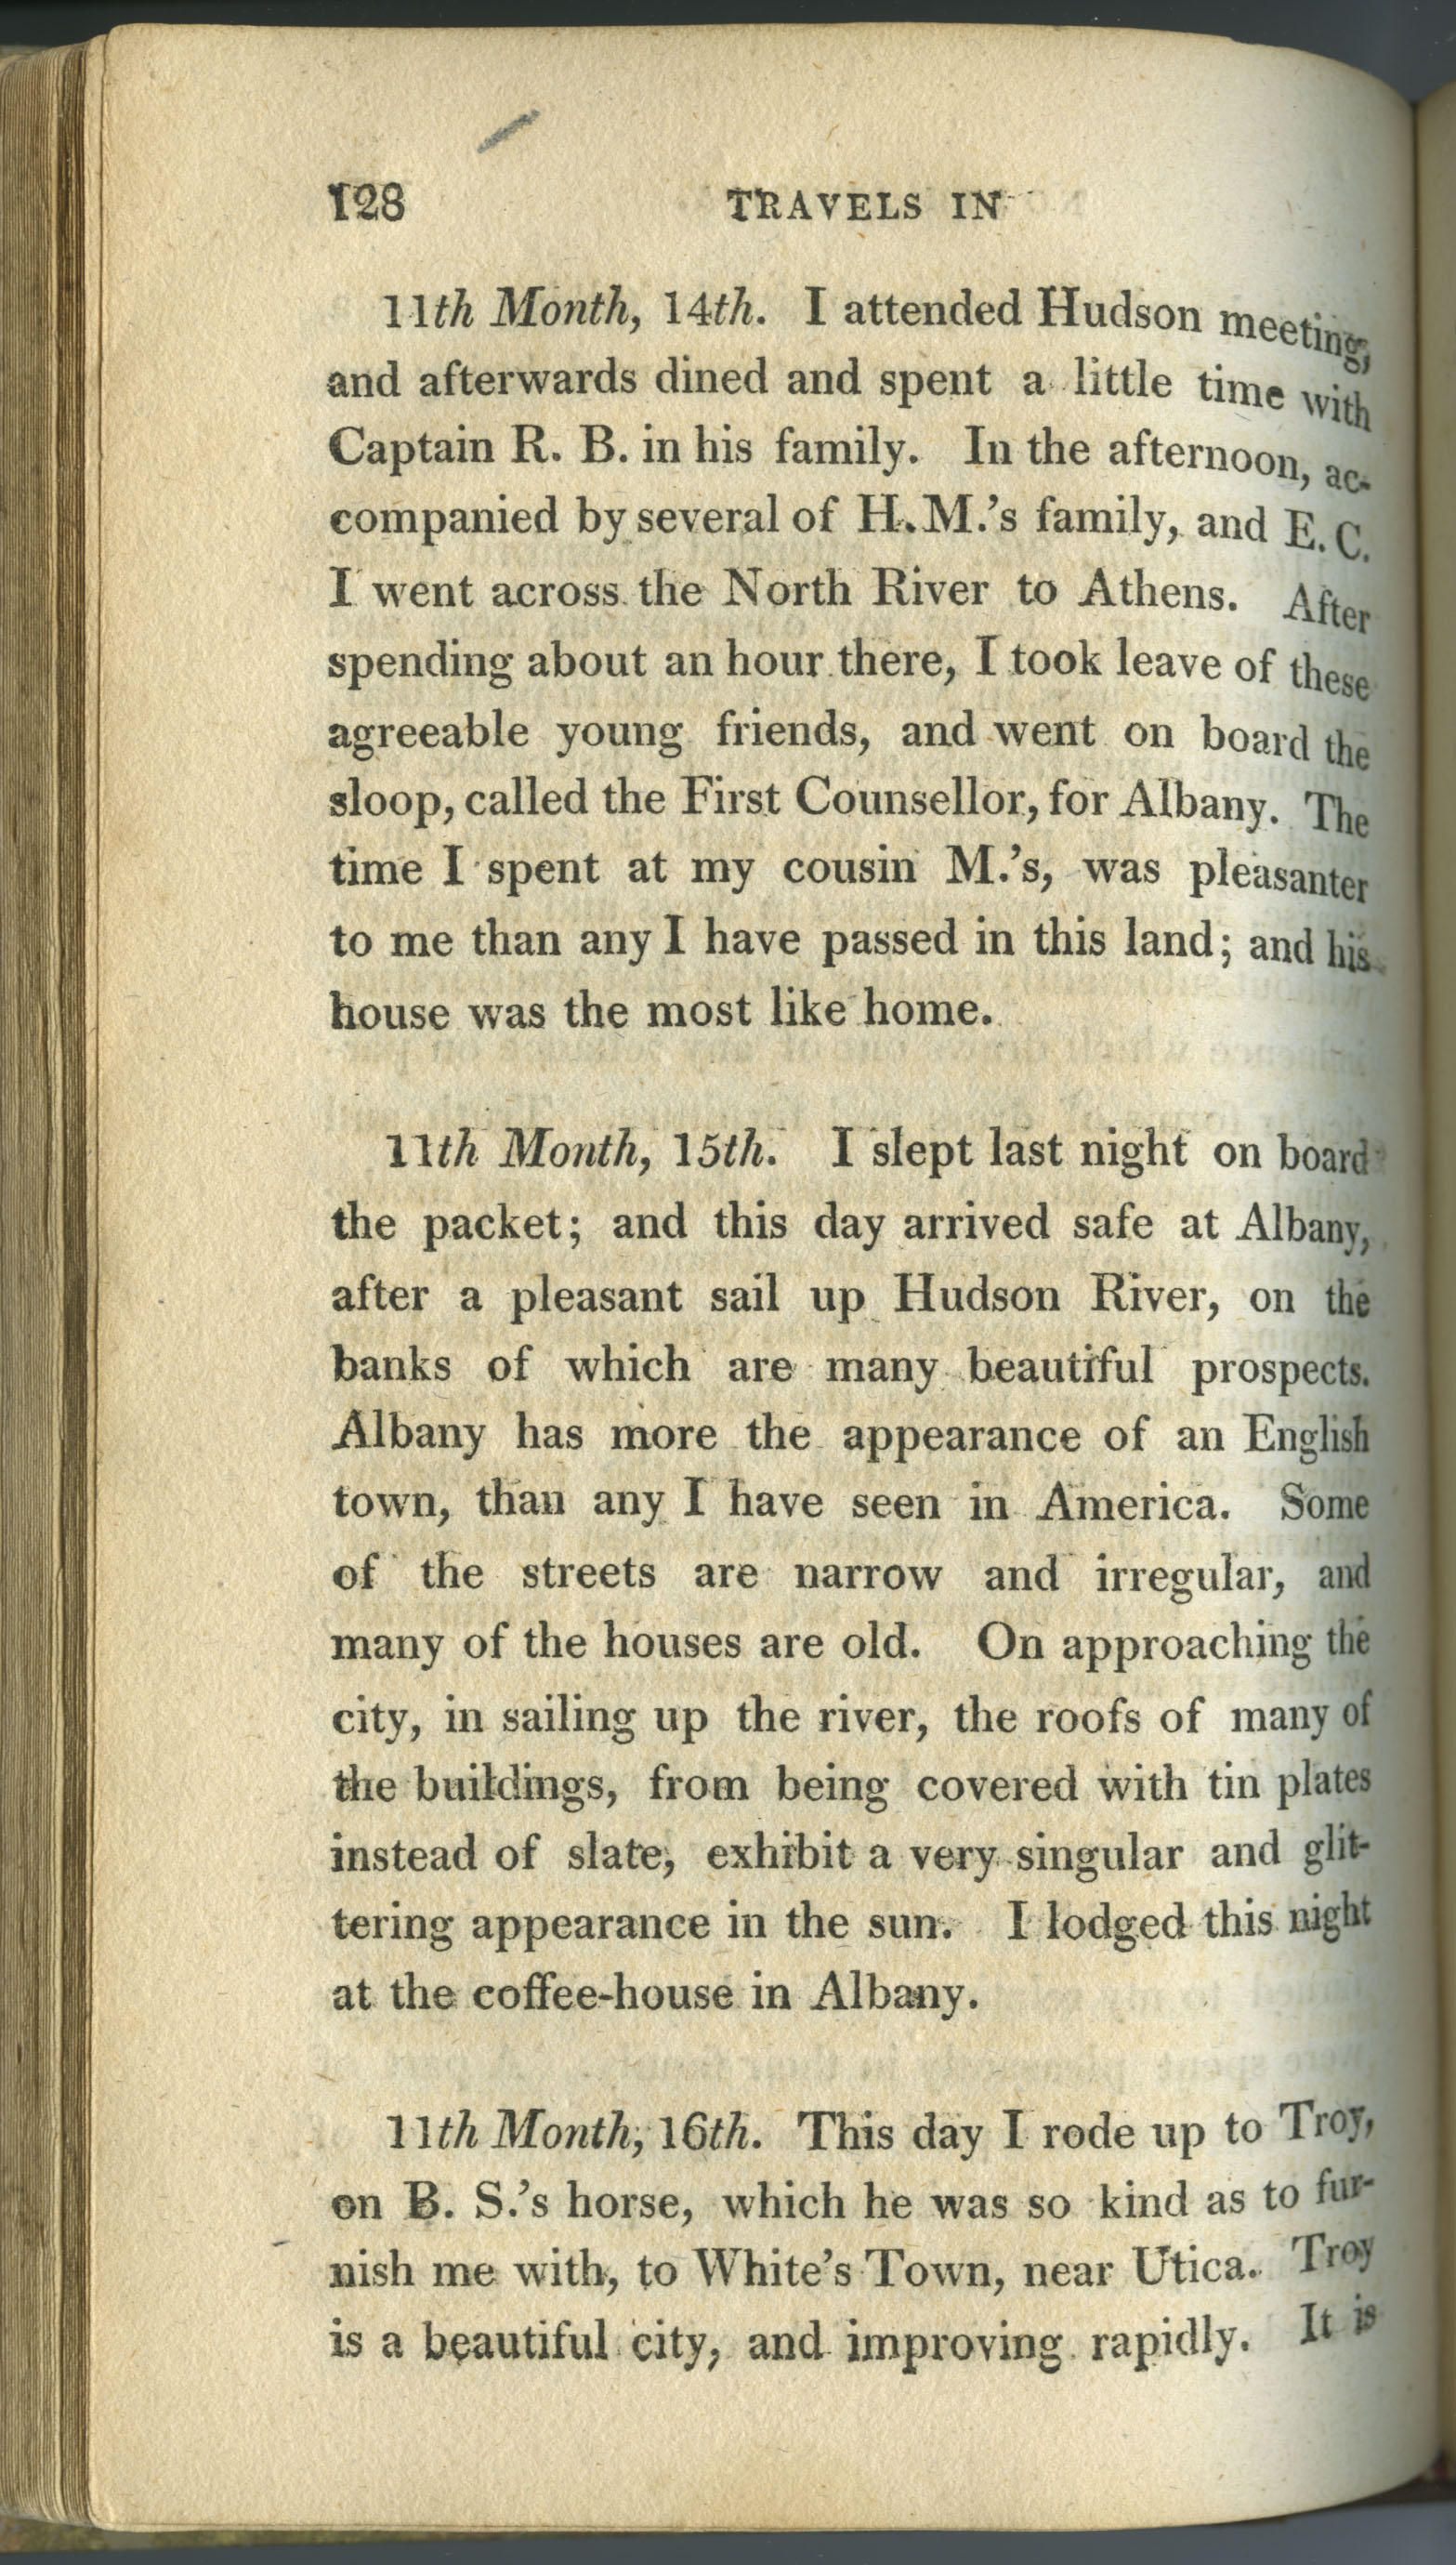 128 TRAVELS IN
11th Month, 14th. I attended Hudson meeting,
and afterwards dined and spent a little time with
Captain R. B. in his family. In the afternoon, ac-
companied by several of H. M.'s family, and E. C.
I went across the North River to Athens. After
spending about an hour there, I took leave of these
agreeable young friends, and went on board the
sloop, called the First Counsellor, for Albany. The
time I spent at my cousin M.'s, was pleasanter
to me than any I have passed in this land; and his
house was the most like home.
11th Month, 15th. I slept last night on board
the packet; and this day arrived safe at Albany,
after a pleasant sail up Hudson River, on the
banks of which are many beautiful prospects.
Albany has more the appearance of an English
town, than any I have seen in America. Some
of the streets are narrow and irregular, and
many of the houses are old. On approaching the
city, in sailing up the river, the roofs of many of
the buildings, from being covered with tin plates
instead of slate, exhibit a very singular and glit-
tering appearance in the sun. I lodged this night
at the coffee-house in Albany.
11th Month, 16th. This day I rode up to Troy,
on B. S.'s horse, which he was so kind as to fur-
nish me with, to White's Town, near Utica. Troy
is a beautiful city, and improving rapidly. It is